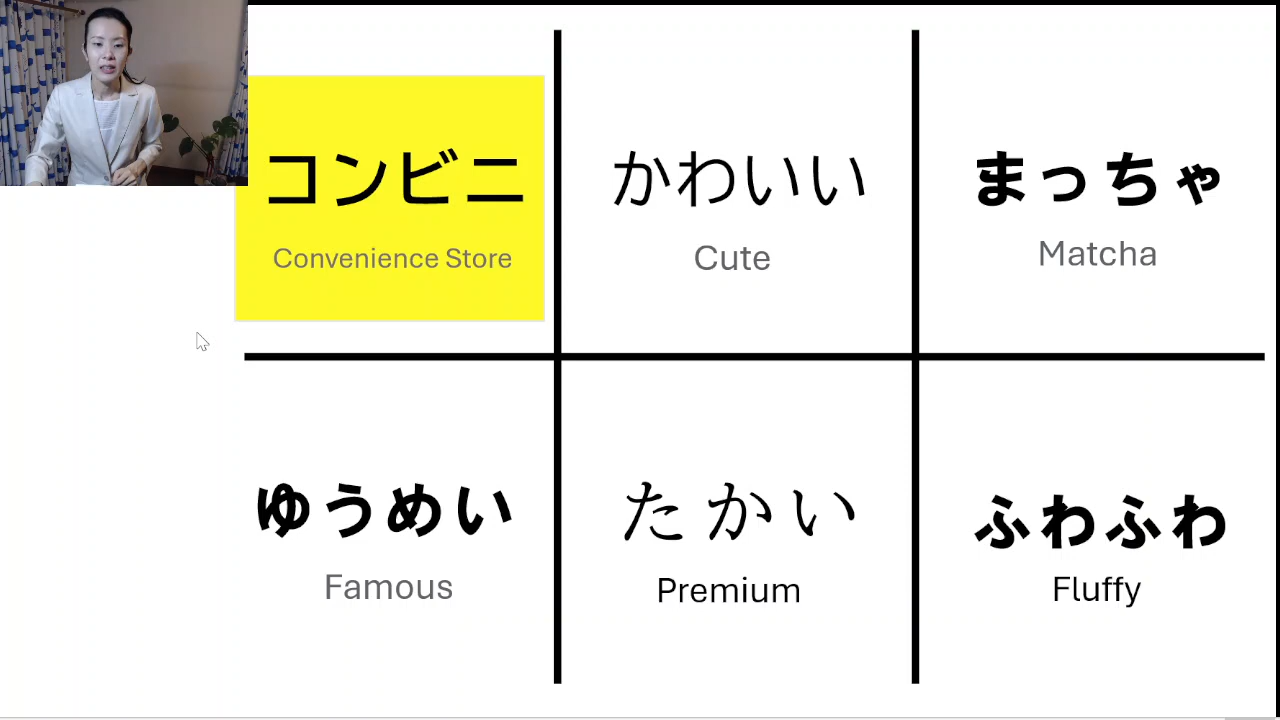 コンビニ
Convenience Store
かわいい
Cute
まっちゃ
Matcha
ゆうめい
Famous
たかい
Premium
ふわふわ
Fluffy